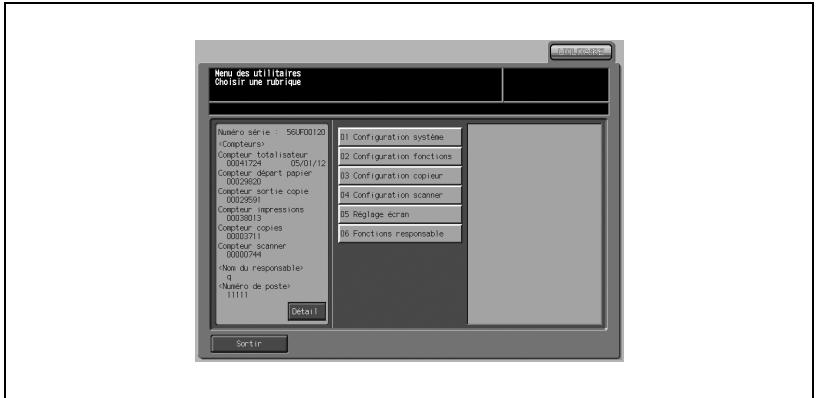 UTILITAIRE
Menu des utilitaires
Choisir une rubrique
Numéro série : 56UF00120
<Compteurs>
Compteur totalisateur
00041724 05/01/12
Compteur départ papier
00029820
Compteur sortie copie
00029591
Compteur impressions
00038013
Compteur copies
00003711
Compteur scanner
00000744
<Nom du responsable>
q
<Numéro de poste>
11111
Détail
01 Configuration système
02 Configuration fonctions
03 Configuration copieur
04 Configuration scanner
05 Réglage écran
06 Fonctions responsable
Sortir